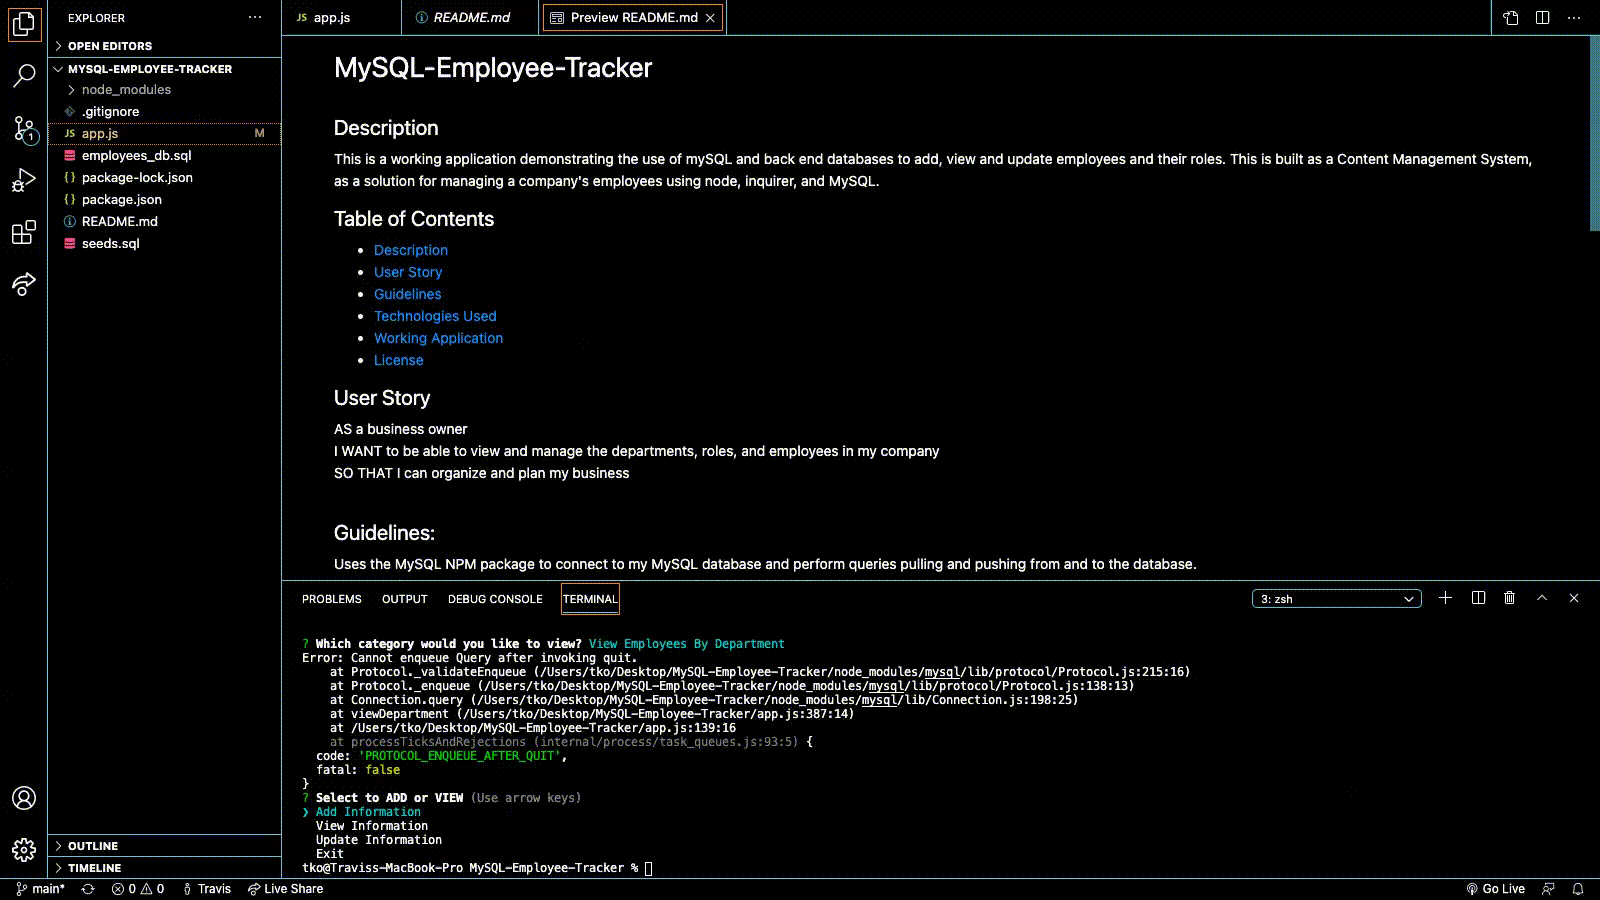 EXPLORER
OPEN EDITORS
MYSQL-EMPLOYEE-TRACKER
node_modules
.gitignore
JS app.js M
employees_db.sql
{} package-lock.json
{} package.json
README.md
seeds.sql
OUTLINE
TIMELINE
1
JS app.js
README.md
Preview README.md
MySQL-Employee-Tracker
Description
This is a working application demonstrating the use of mySQL and back end databases to add, view and update employees and their roles. This is built as a Content Management System,
as a solution for managing a company's employees using node, inquirer, and MySQL.
Table of Contents
• Description
• User Story
• Guidelines
• Technologies Used
• Working Application
• License
User Story
AS a business owner
I WANT to be able to view and manage the departments, roles, and employees in my company
SO THAT I can organize and plan my business
Guidelines:
Uses the MySQL NPM package to connect to my MySQL database and perform queries pulling and pushing from and to the database.
PROBLEMS OUTPUT DEBUG CONSOLE TERMINAL 3: zsh
? Which category would you like to view? View Employees By Department
Error: Cannot enqueue Query after invoking quit.
at Protocol._validateEnqueue (/Users/tko/Desktop/MySQL-Employee-Tracker/node_modules/mysql/lib/protocol/Protocol.js:215:16)
at Protocol._enqueue (/Users/tko/Desktop/MySQL-Employee-Tracker/node_modules/mysql/lib/protocol/Protocol.js:138:13)
at Connection.query (/Users/tko/Desktop/MySQL-Employee-Tracker/node_modules/mysql/lib/Connection.js:198:25)
at viewDepartment (/Users/tko/Desktop/MySQL-Employee-Tracker/app.js:387:14)
at /Users/tko/Desktop/MySQL-Employee-Tracker/app.js:139:16
at processTicksAndRejections (internal/process/task_queues.js:93:5) {
code: 'PROTOCOL_ENQUEUE_AFTER_QUIT',
fatal: false
}
? Select to ADD or VIEW (Use arrow keys)
❯ Add Information
View Information
Update Information
Exit
tko@Traviss-MacBook-Pro MySQL-Employee-Tracker %
main* 0 0 Travis Live Share Go Live